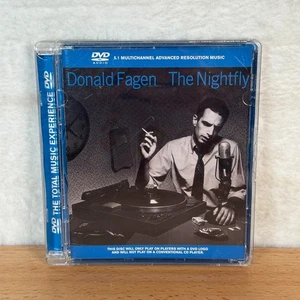 DVD
AUDIO
5.1 MULTICHANNEL ADVANCED RESOLUTION MUSIC
Donald Fagen The Nightfly
THIS DISC WILL ONLY PLAY ON PLAYERS WITH A DVD LOGO
AND WILL NOT PLAY ON A CONVENTIONAL CD PLAYER.
DVD THE TOTAL MUSIC EXPERIENCE DVD